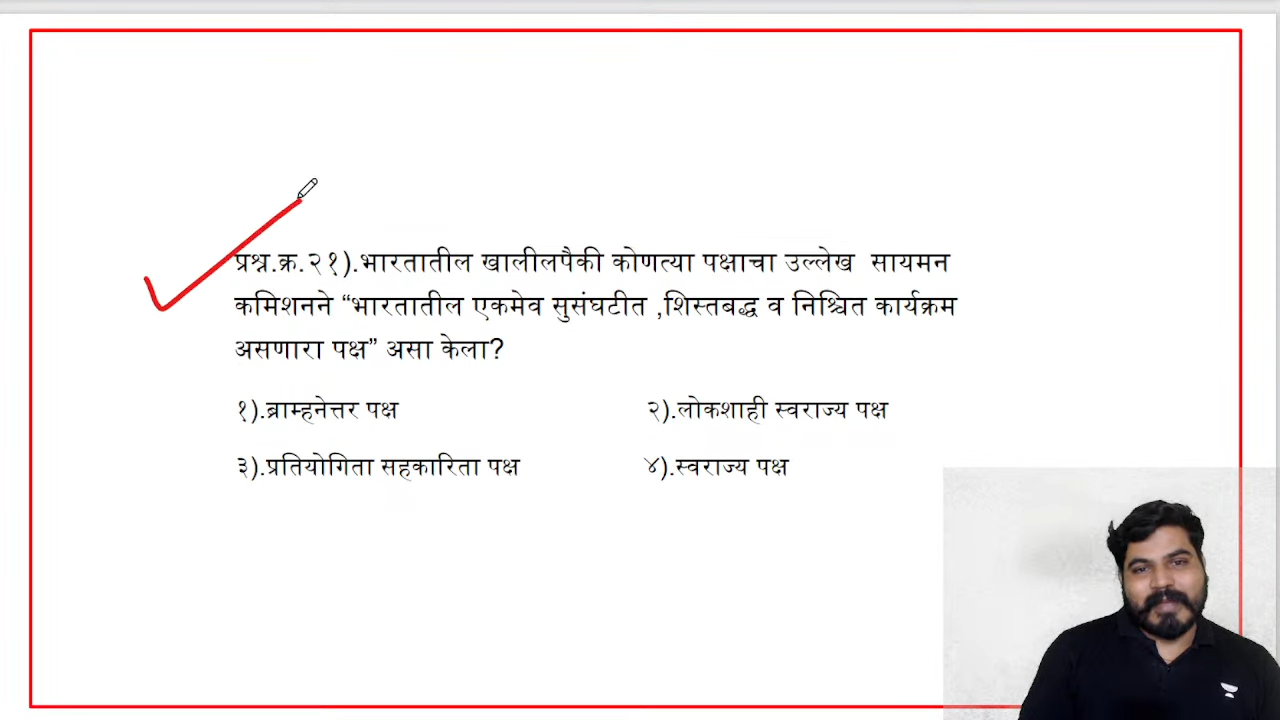 प्रश्न.क्र.२१).भारतातील खालीलपैकी कोणत्या पक्षाचा उल्लेख सायमन
कमिशनने “भारतातील एकमेव सुसंघटीत ,शिस्तबद्ध व निश्चित कार्यक्रम
असणारा पक्ष” असा केला?
१).ब्राम्हनेत्तर पक्ष
२).लोकशाही स्वराज्य पक्ष
३).प्रतियोगिता सहकारिता पक्ष
४).स्वराज्य पक्ष